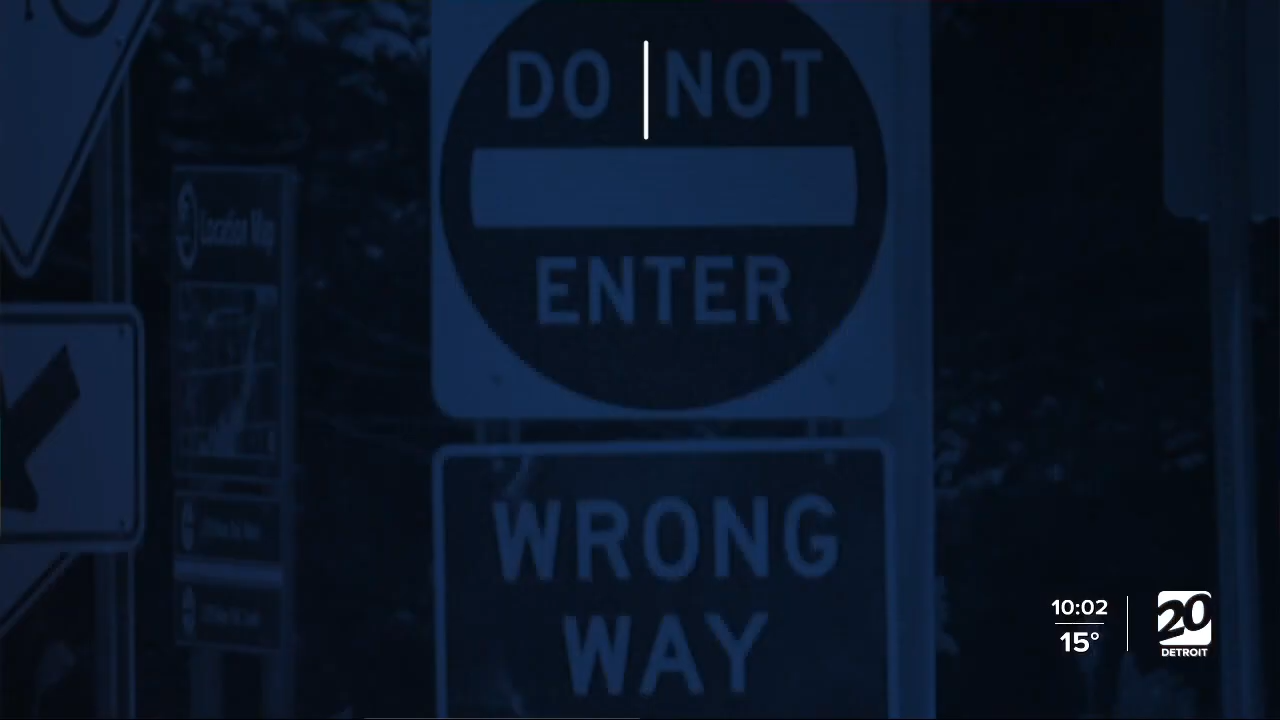 DO NOT
ENTER
WRONG
WAY
Location Map
10:02
15°
20
DETROIT